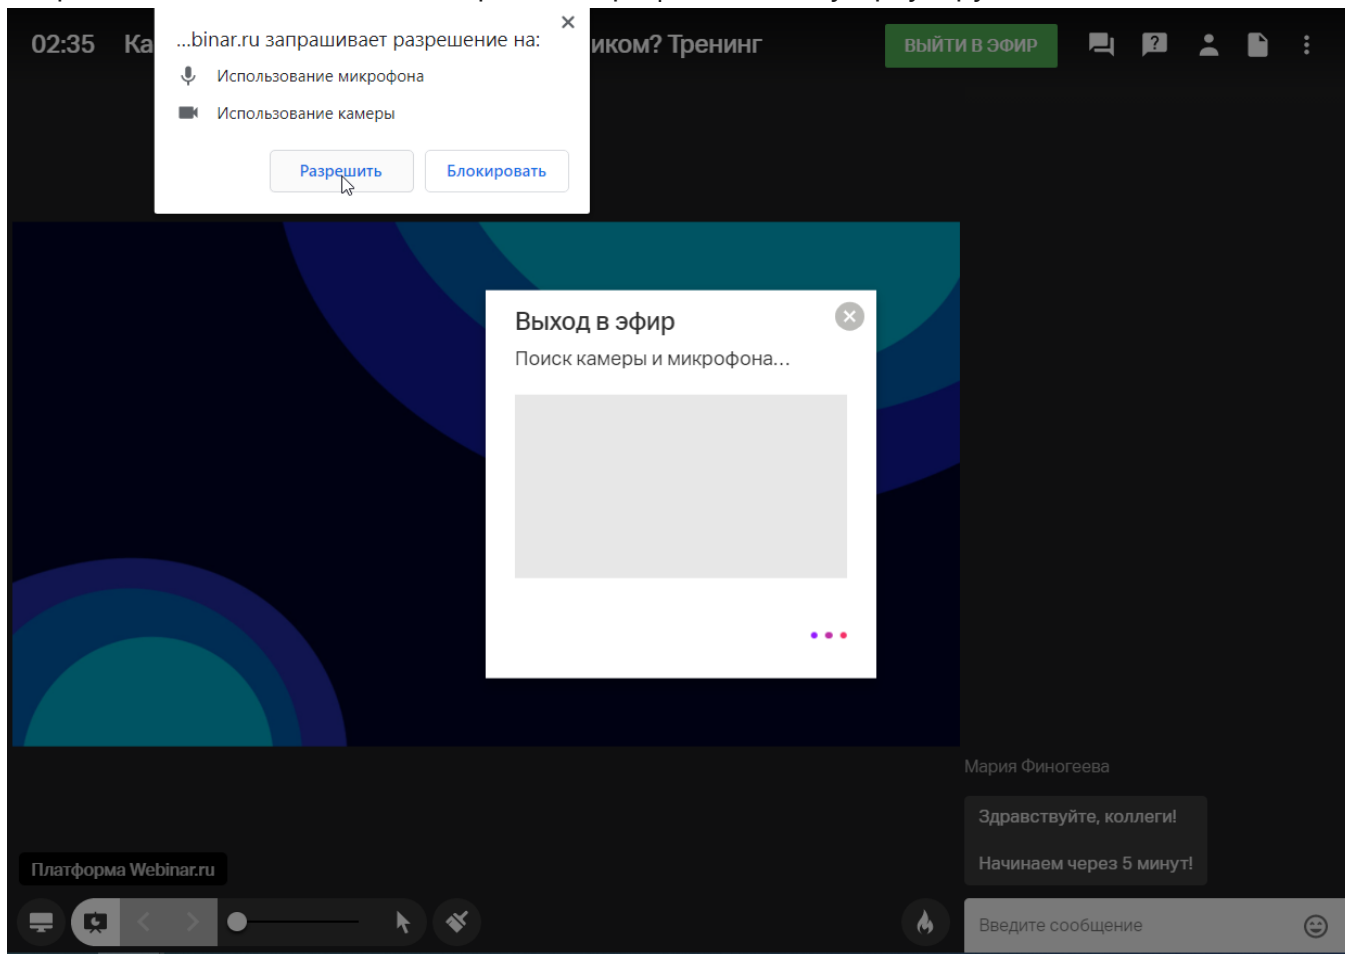 02:35 Ка
...binar.ru запрашивает разрешение на:
иком? Тренинг
ВЫЙТИ В ЭФИР
Использование микрофона
Использование камеры
Разрешить Блокировать
Выход в эфир
Поиск камеры и микрофона...
Мария Финогеева
Здравствуйте, коллеги!
Начинаем через 5 минут!
Платформа Webinar.ru
Введите сообщение